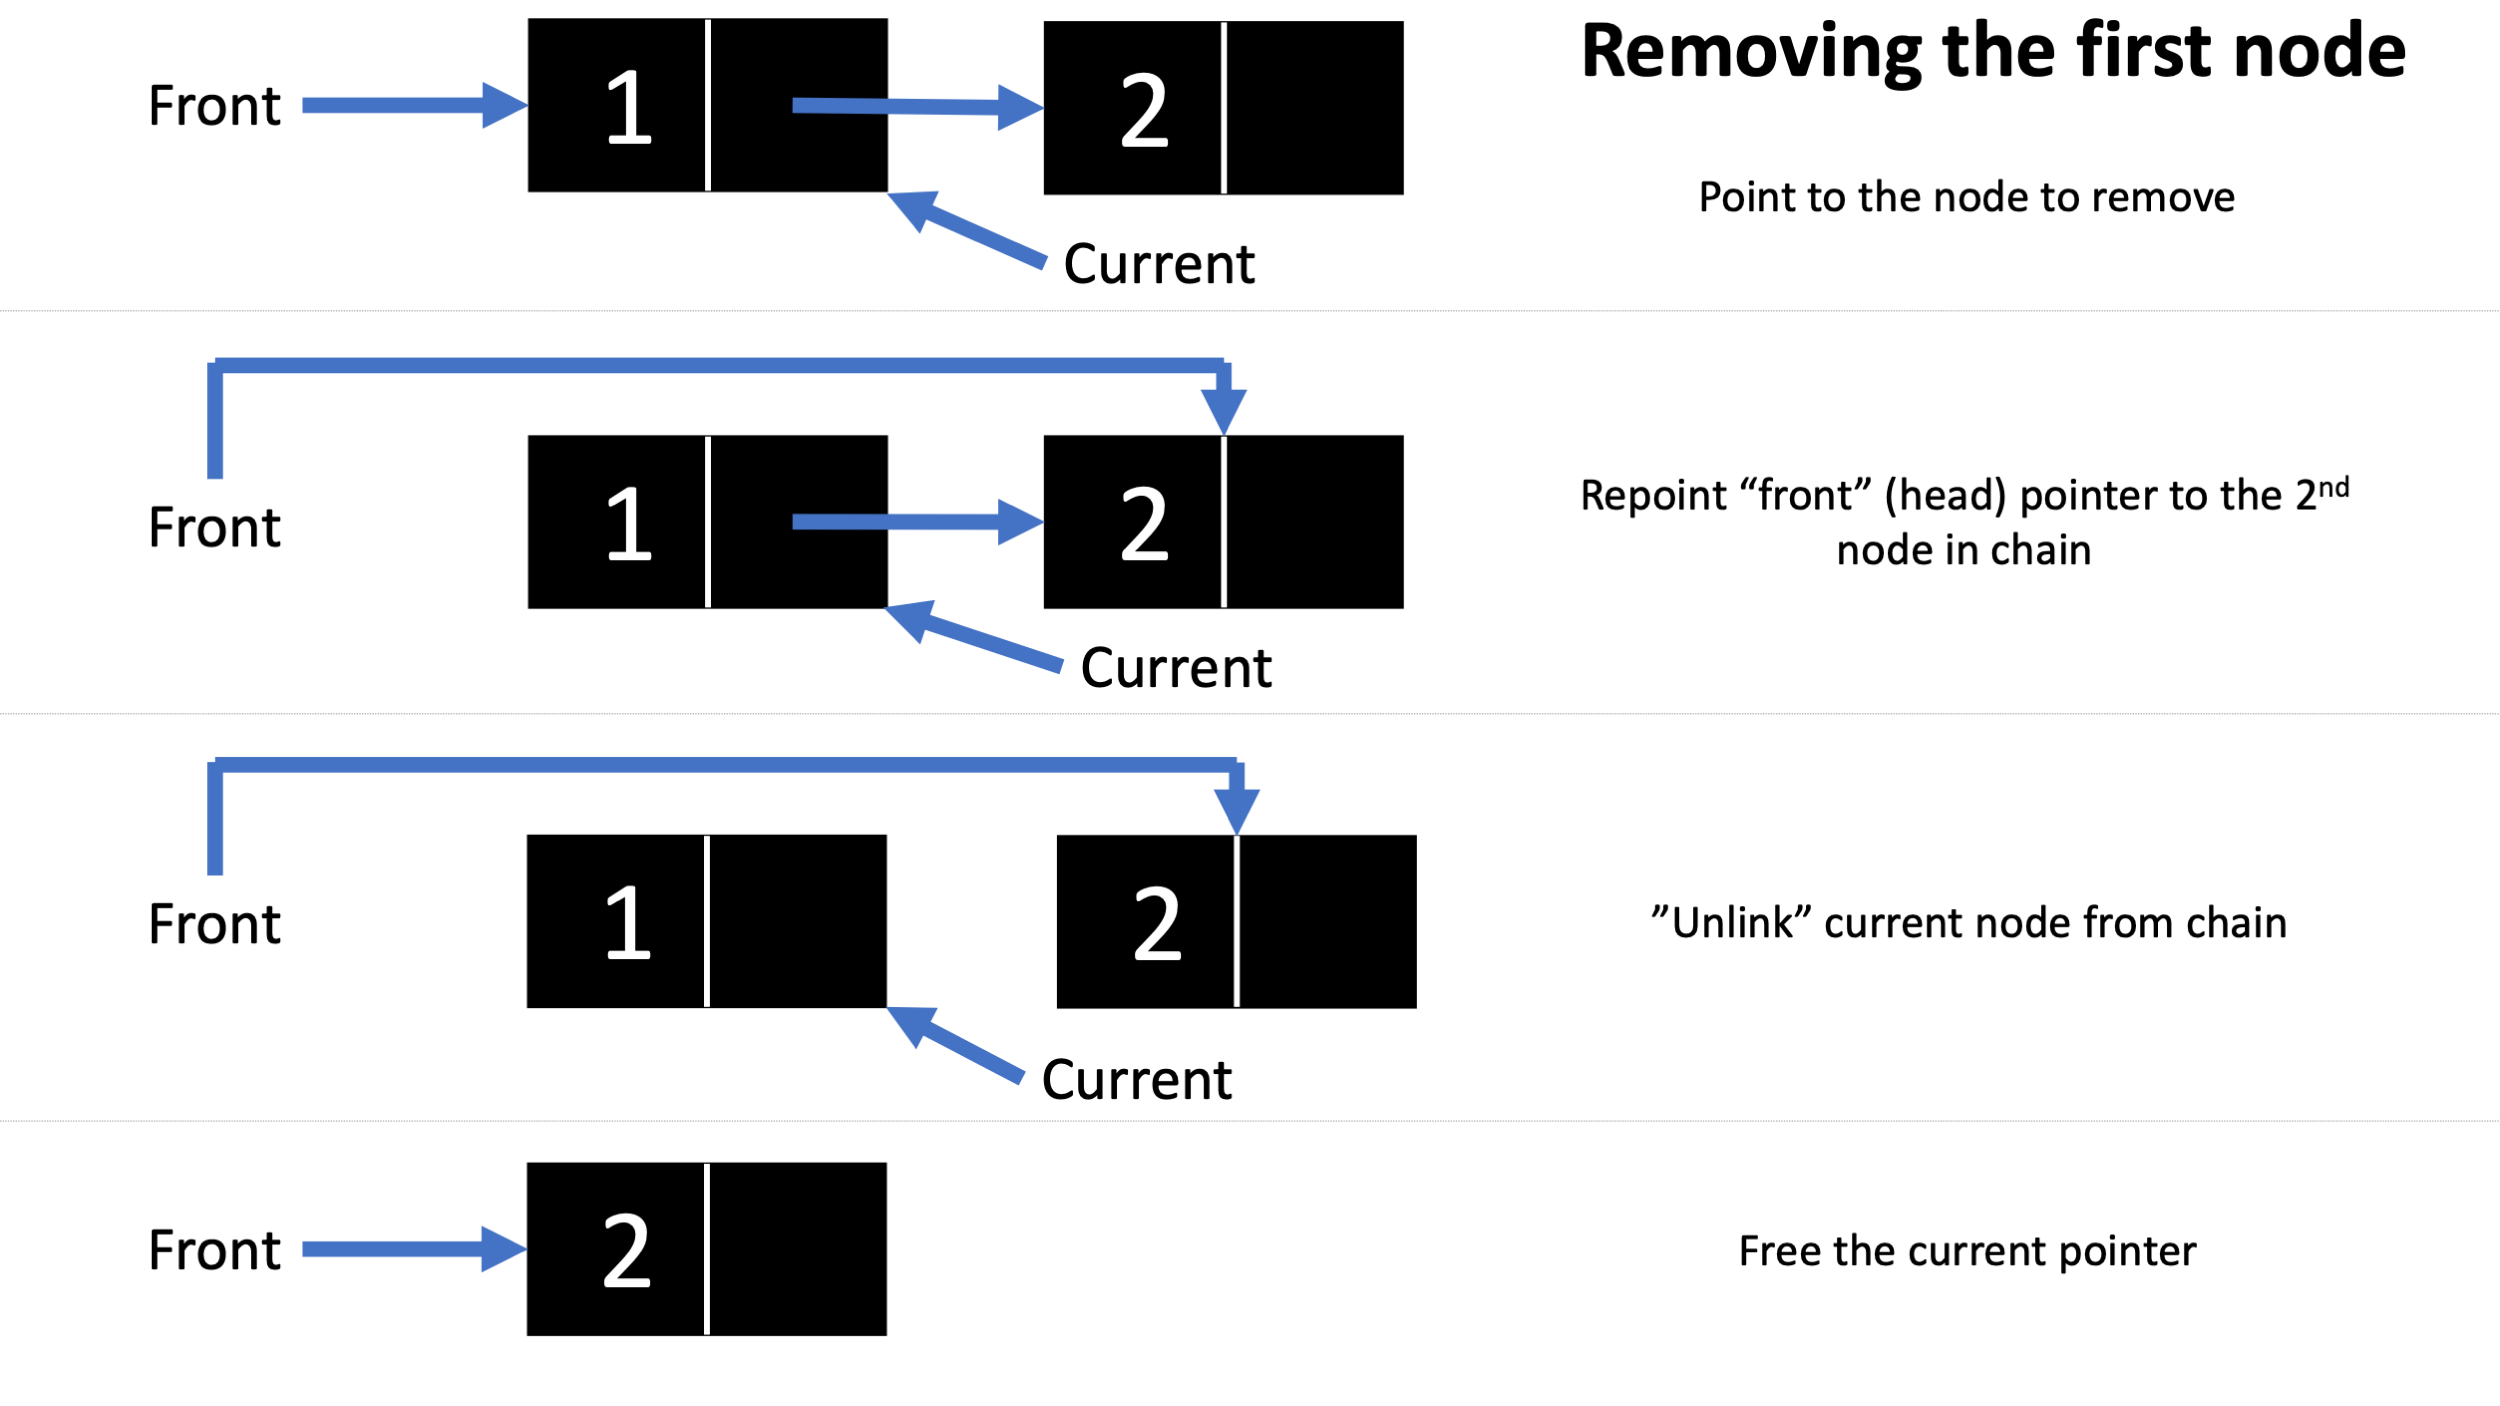 Removing the first node
Front
1
2
Point to the node to remove
Current
Front
1
2
Repoint “front” (head) pointer to the 2nd
node in chain
Current
Front
1
2
”Unlink” current node from chain
Current
Front
2
Free the current pointer